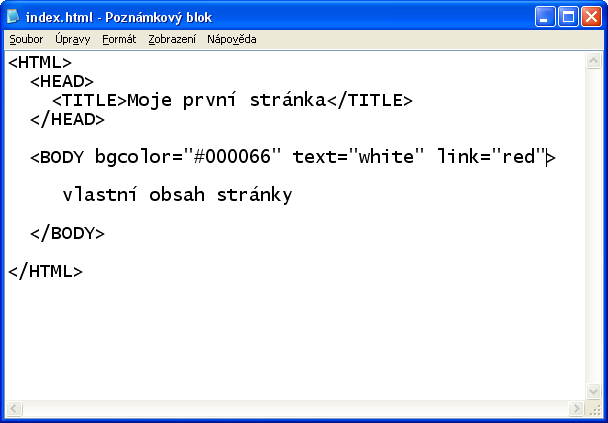 index.html - Poznámkový blok
Soubor Úpravy Formát Zobrazení Nápověda
<HTML>
<HEAD>
<TITLE>Moje první stránka</TITLE>
</HEAD>
<BODY bgcolor="#000066" text="white" link="red">
vlastní obsah stránky
</BODY>
</HTML>